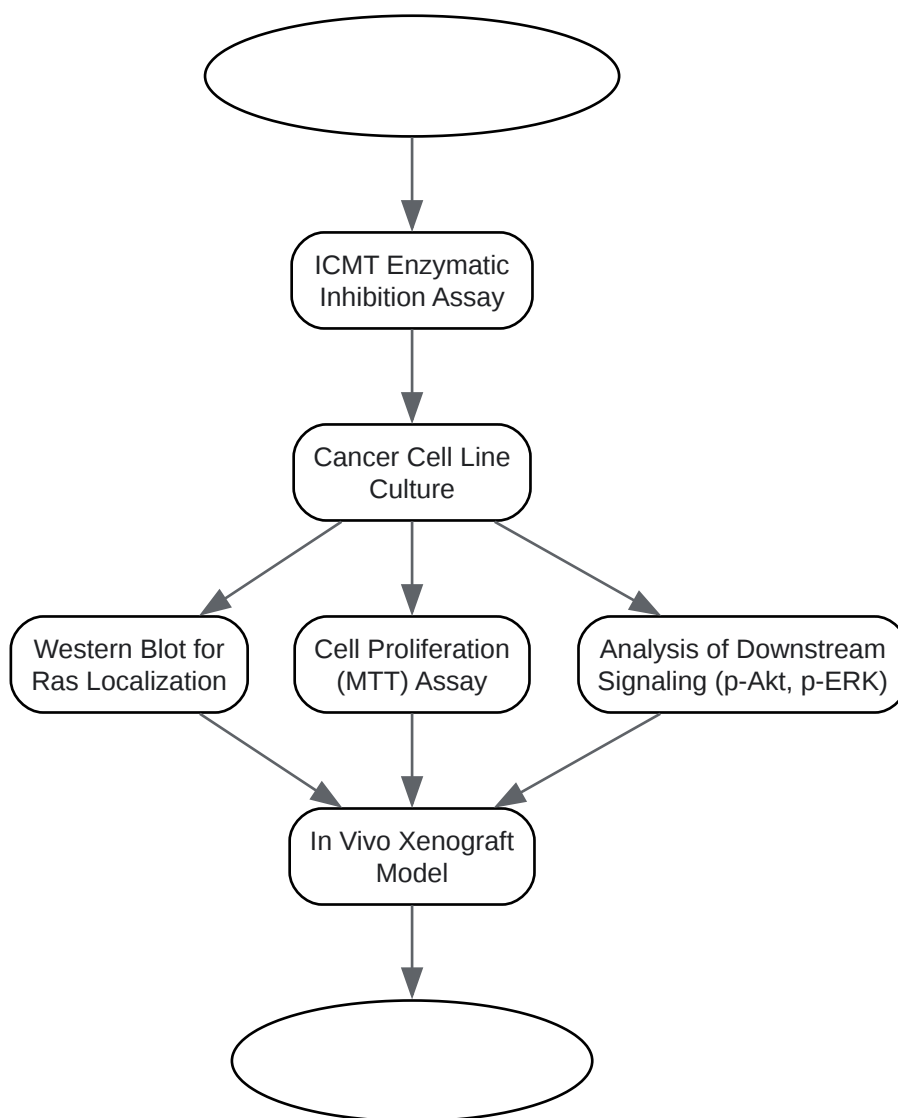 ICMT Enzymatic
Inhibition Assay
Cancer Cell Line
Culture
Western Blot for
Ras Localization
Cell Proliferation
(MTT) Assay
Analysis of Downstream
Signaling (p-Akt, p-ERK)
In Vivo Xenograft
Model